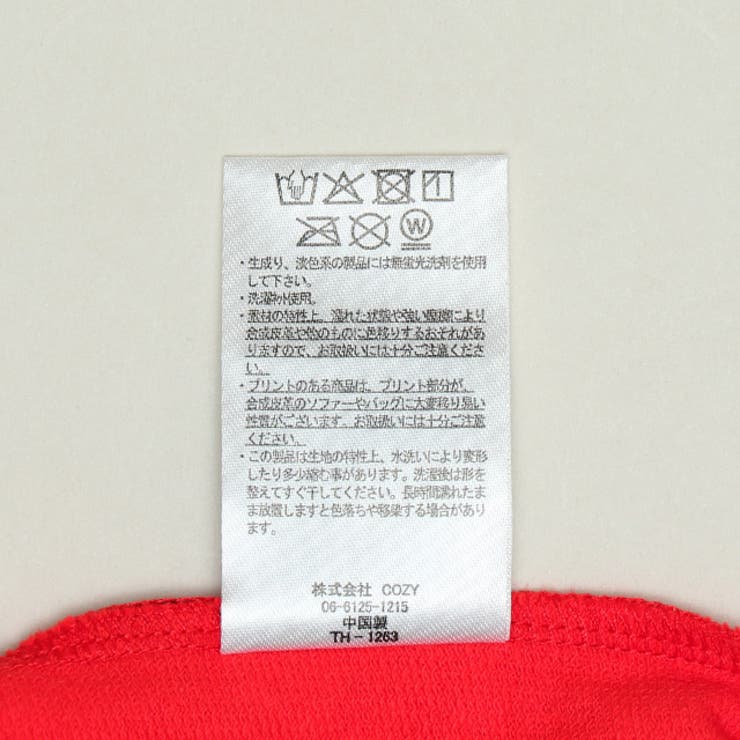 ・生成り、淡色系の製品には無蛍光洗剤を使用
して下さい。
・洗濯ネット使用。
・素材の特性上、濡れた状態や強い摩擦により
合成皮革や他のものに色移りするおそれがあ
りますので、お取扱いには十分ご注意くださ
い。
・プリントのある商品は、プリント部分が、
合成皮革のソファーやバッグに大変移り易い
性質がございます。お取扱いには十分ご注意
ください。
・この製品は生地の特性上、水洗いにより変形
したり多少縮む事があります。洗濯後は形を
整えてすぐ干してください。長時間濡れたま
ま放置しますと色落ちや移染する場合があり
ます。
株式会社 COZY
06-6125-1215
中国製
TH-1263